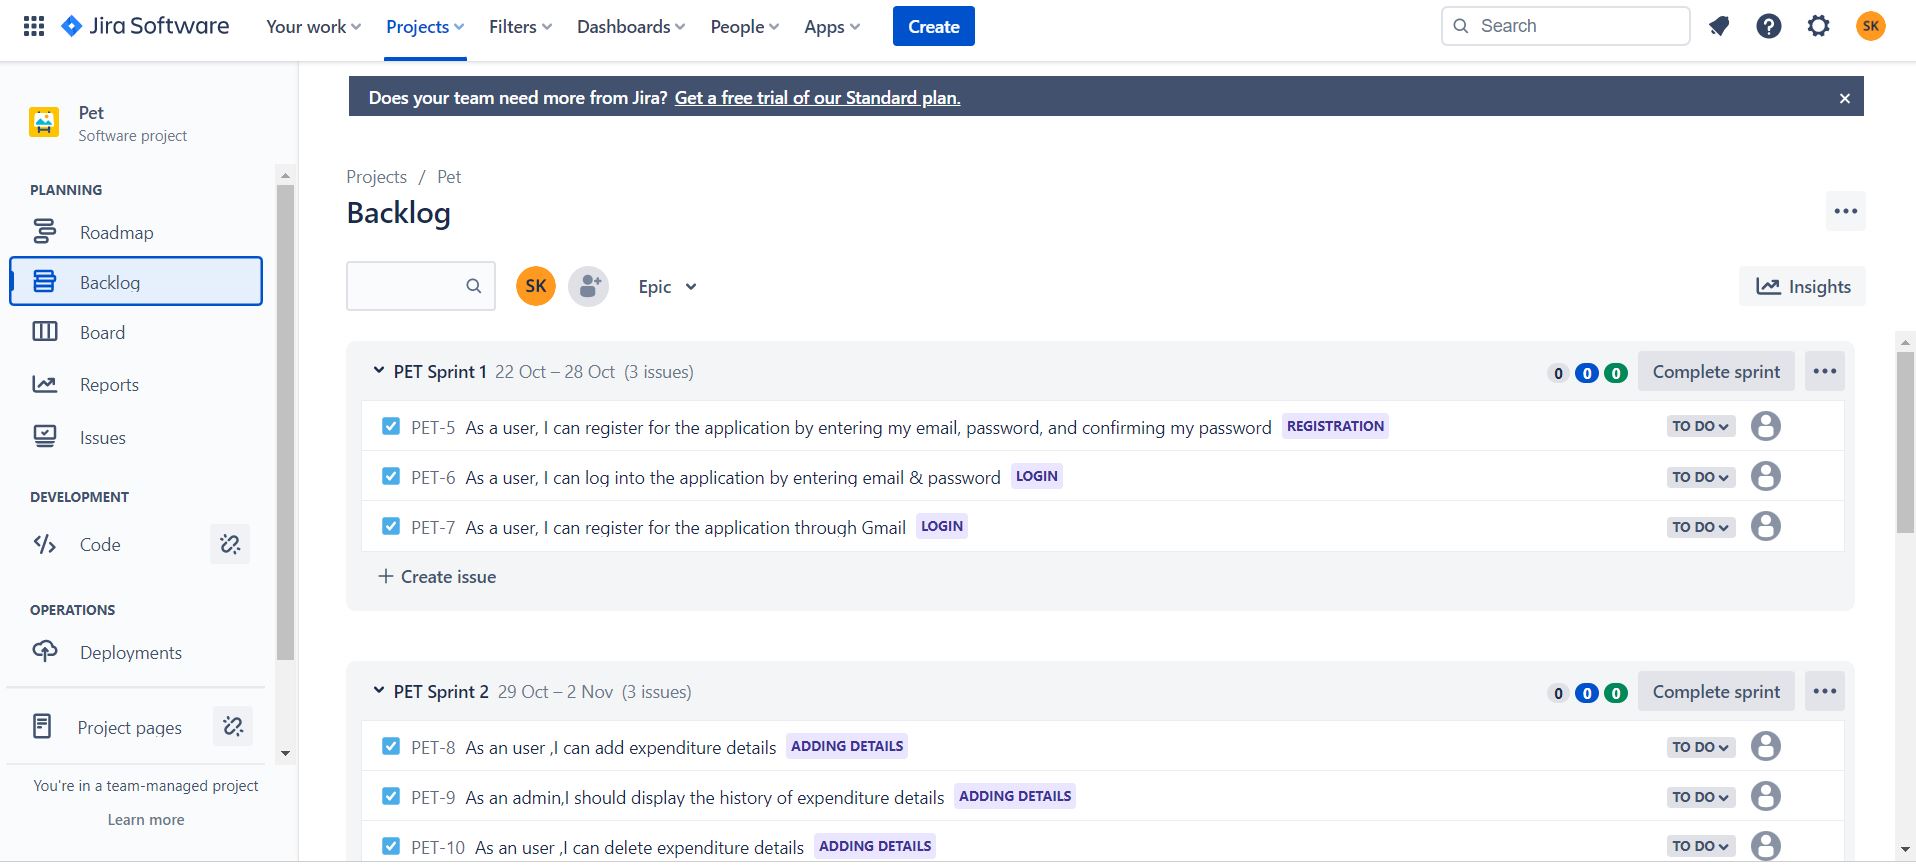 Jira Software Your work Projects Filters Dashboards People Apps Create Search SK
Pet
Software project
PLANNING
Roadmap
Backlog
Board
Reports
Issues
DEVELOPMENT
Code
OPERATIONS
Deployments
Project pages
You're in a team-managed project
Learn more
Does your team need more from Jira? Get a free trial of our Standard plan.
Projects / Pet
Backlog
SK Epic Insights
PET Sprint 1 22 Oct – 28 Oct (3 issues) 0 0 0 Complete sprint
PET-5 As a user, I can register for the application by entering my email, password, and confirming my password REGISTRATION TO DO
PET-6 As a user, I can log into the application by entering email & password LOGIN TO DO
PET-7 As a user, I can register for the application through Gmail LOGIN TO DO
+ Create issue
PET Sprint 2 29 Oct – 2 Nov (3 issues) 0 0 0 Complete sprint
PET-8 As an user ,I can add expenditure details ADDING DETAILS TO DO
PET-9 As an admin,I should display the history of expenditure details ADDING DETAILS TO DO
PET-10 As an user ,I can delete expenditure details ADDING DETAILS TO DO